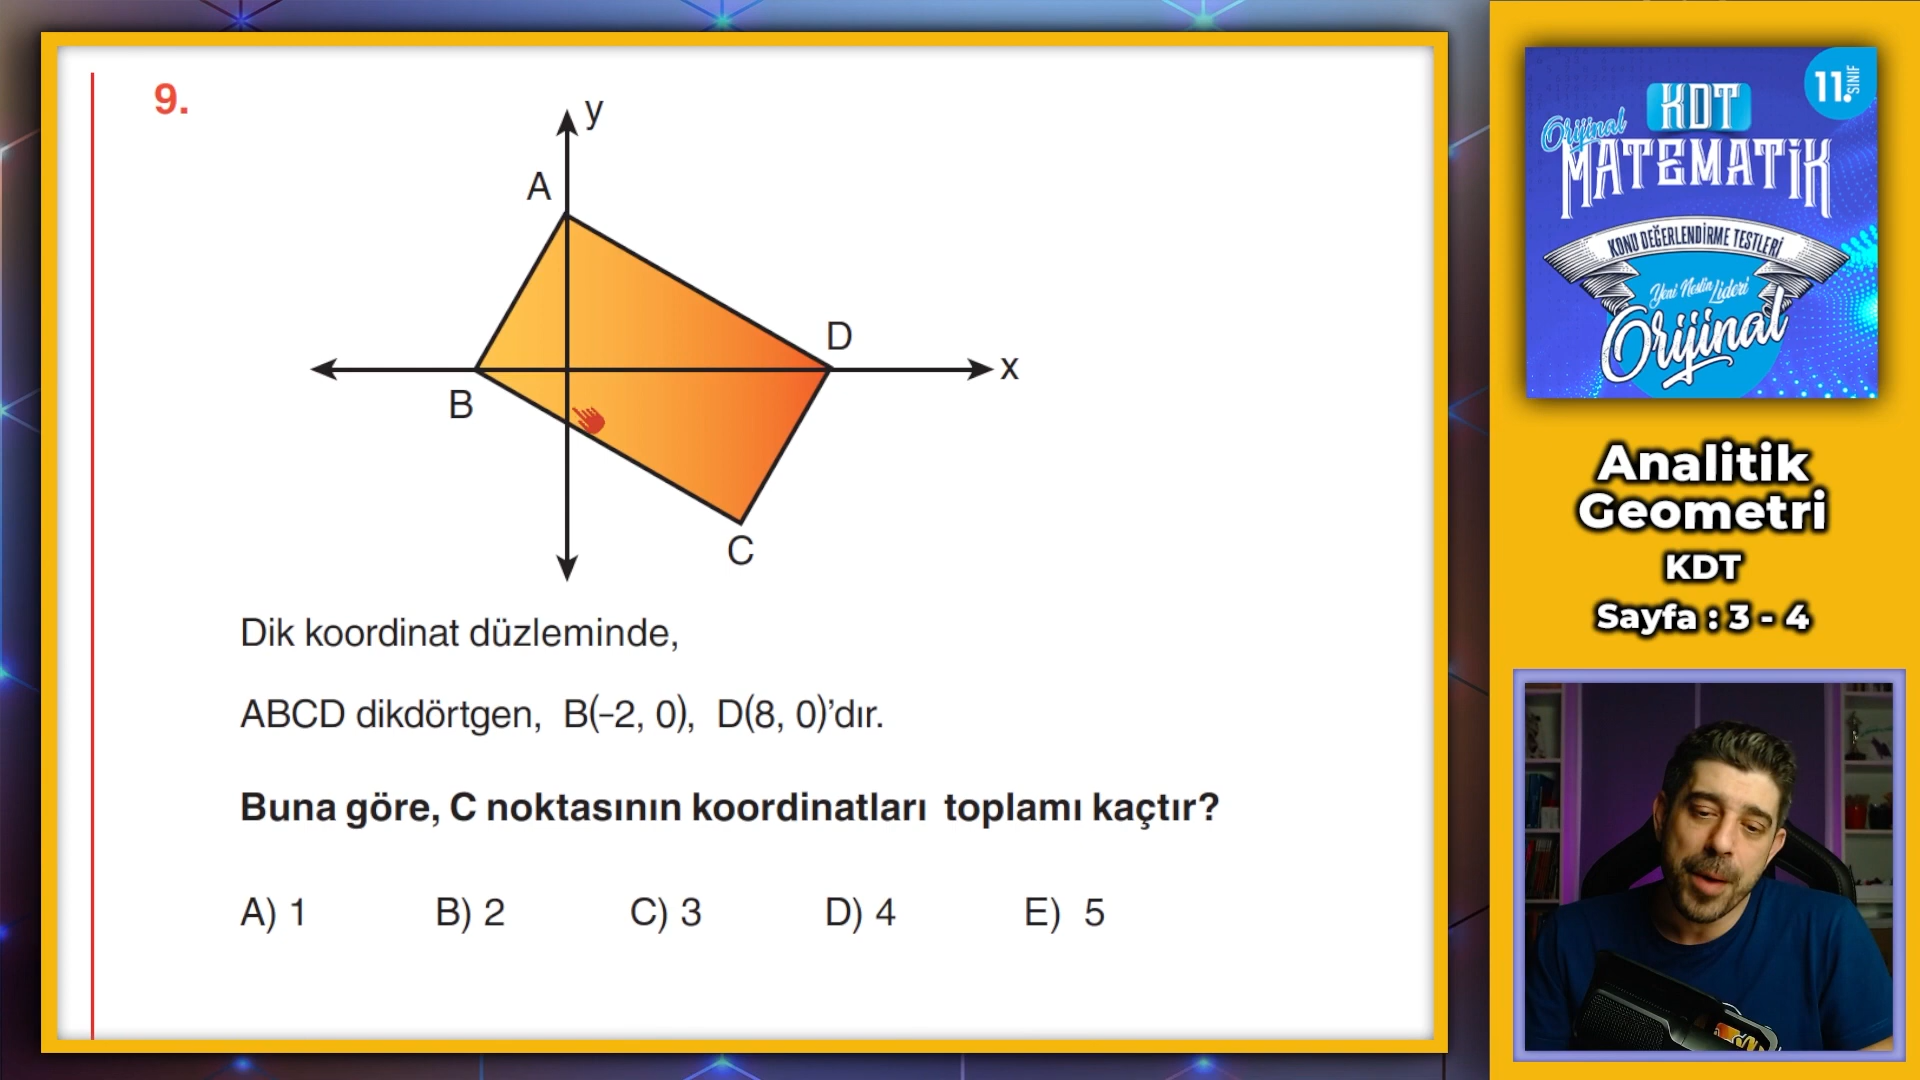 9.
y
A
D
x
B
C
Dik koordinat düzleminde,
ABCD dikdörtgen, B(–2, 0), D(8, 0)’dır.
Buna göre, C noktasının koordinatları toplamı kaçtır?
A) 1 B) 2 C) 3 D) 4 E) 5
11. SINIF
KDT
Orijinal
MATEMATİK
KONU DEĞERLENDİRME TESTLERİ
Yeni Neslin Lideri
Orijinal
Analitik
Geometri
KDT
Sayfa : 3 - 4